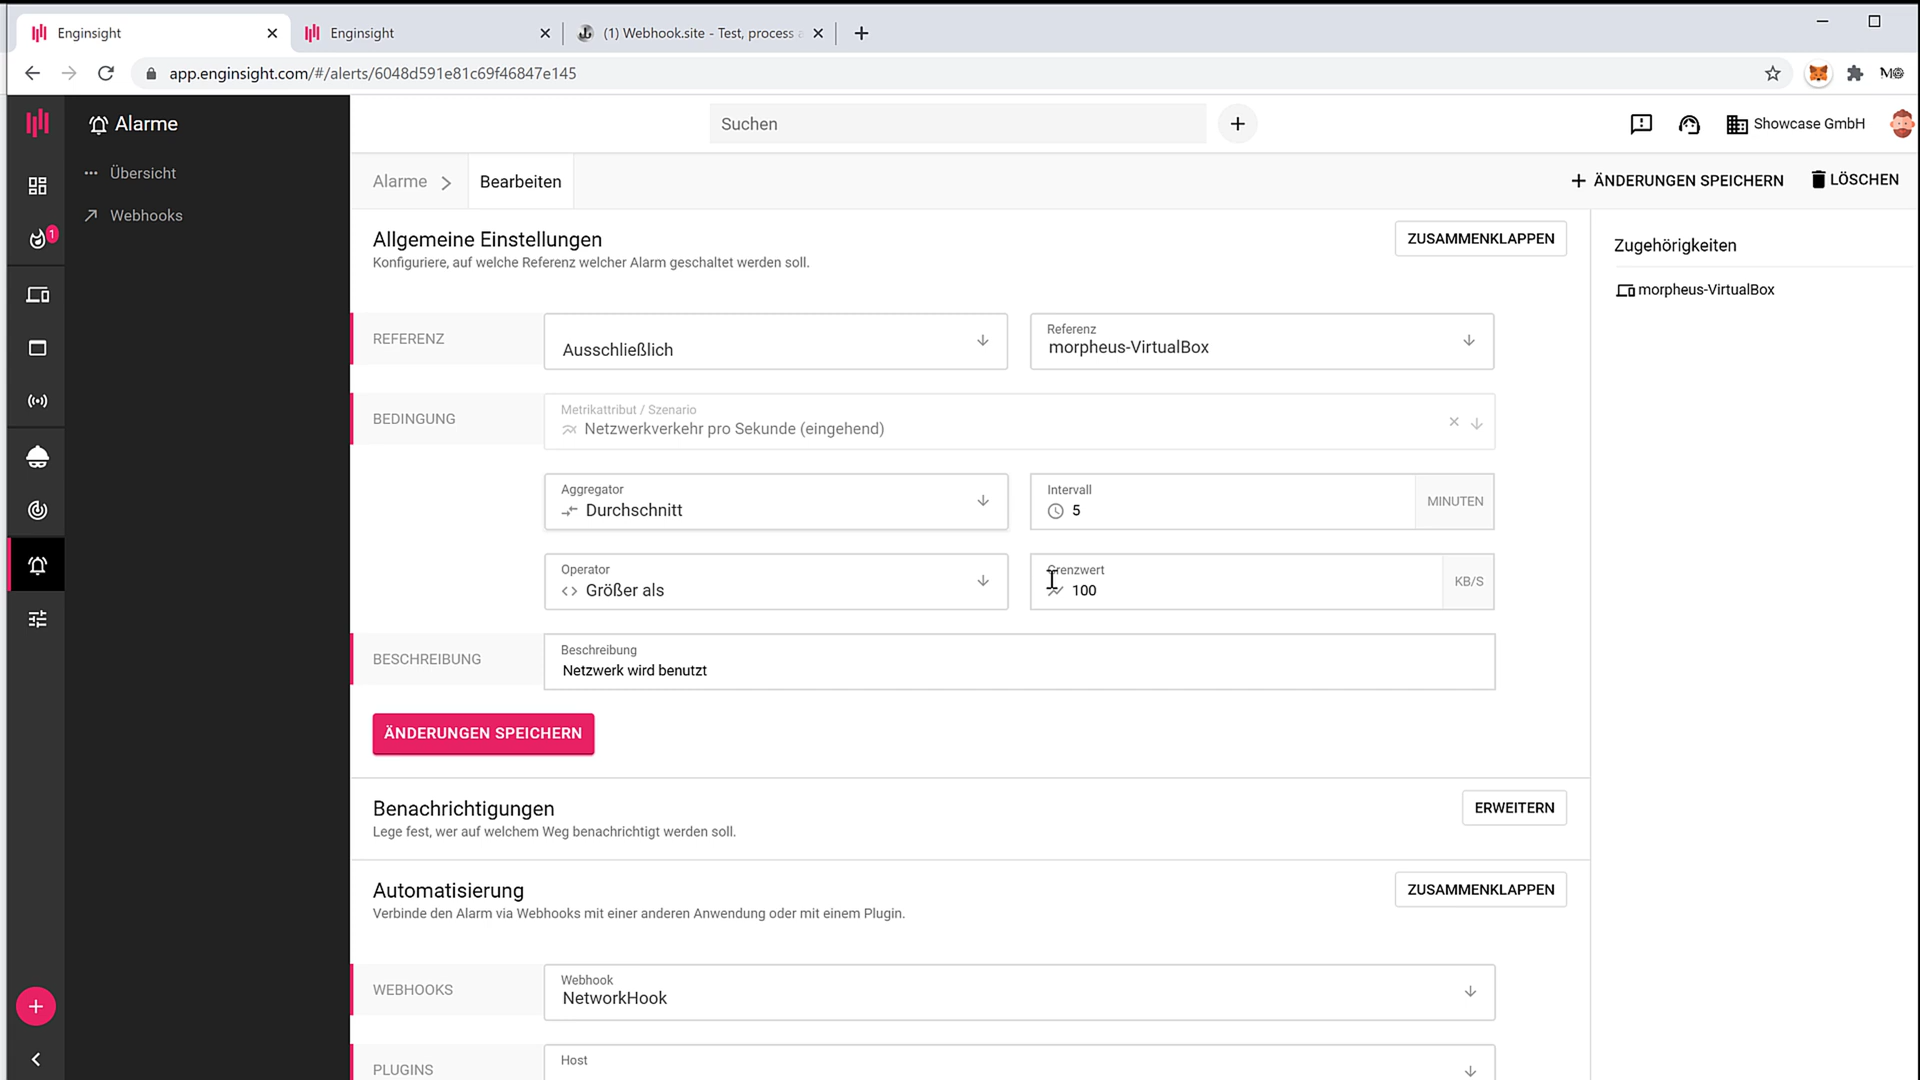 Enginsight
Enginsight
(1) Webhook.site - Test, process a
app.enginsight.com/#/alerts/6048d591e81c69f46847e145
Alarme
Suchen
Showcase GmbH
Übersicht
Webhooks
1
Alarme
Bearbeiten
ÄNDERUNGEN SPEICHERN
LÖSCHEN
Allgemeine Einstellungen
ZUSAMMENKLAPPEN
Konfiguriere, auf welche Referenz welcher Alarm geschaltet werden soll.
Zugehörigkeiten
morpheus-VirtualBox
REFERENZ
Ausschließlich
Referenz
morpheus-VirtualBox
BEDINGUNG
Metrikattribut / Szenario
Netzwerkverkehr pro Sekunde (eingehend)
Aggregator
Durchschnitt
Intervall
5
MINUTEN
Operator
Größer als
Grenzwert
100
KB/S
BESCHREIBUNG
Beschreibung
Netzwerk wird benutzt
ÄNDERUNGEN SPEICHERN
Benachrichtigungen
Lege fest, wer auf welchem Weg benachrichtigt werden soll.
ERWEITERN
Automatisierung
Verbinde den Alarm via Webhooks mit einer anderen Anwendung oder mit einem Plugin.
ZUSAMMENKLAPPEN
WEBHOOKS
Webhook
NetworkHook
PLUGINS
Host